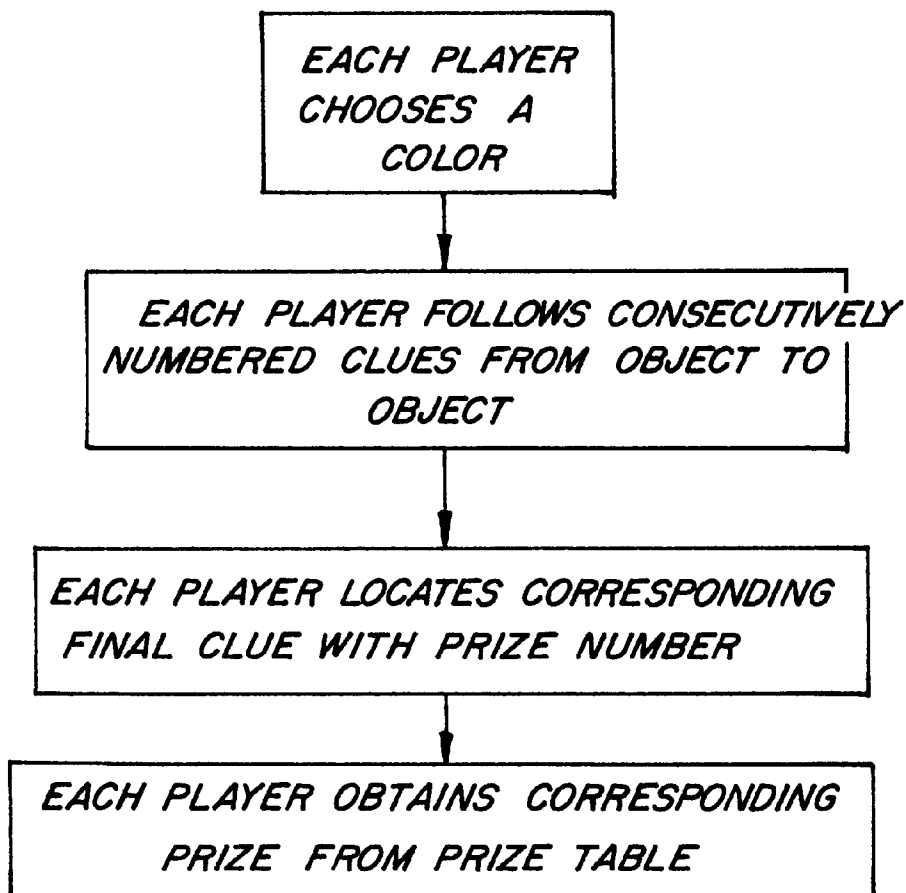 EACH PLAYER
CHOOSES A
COLOR
EACH PLAYER FOLLOWS CONSECUTIVELY
NUMBERED CLUES FROM OBJECT TO
OBJECT
EACH PLAYER LOCATES CORRESPONDING
FINAL CLUE WITH PRIZE NUMBER
EACH PLAYER OBTAINS CORRESPONDING
PRIZE FROM PRIZE TABLE